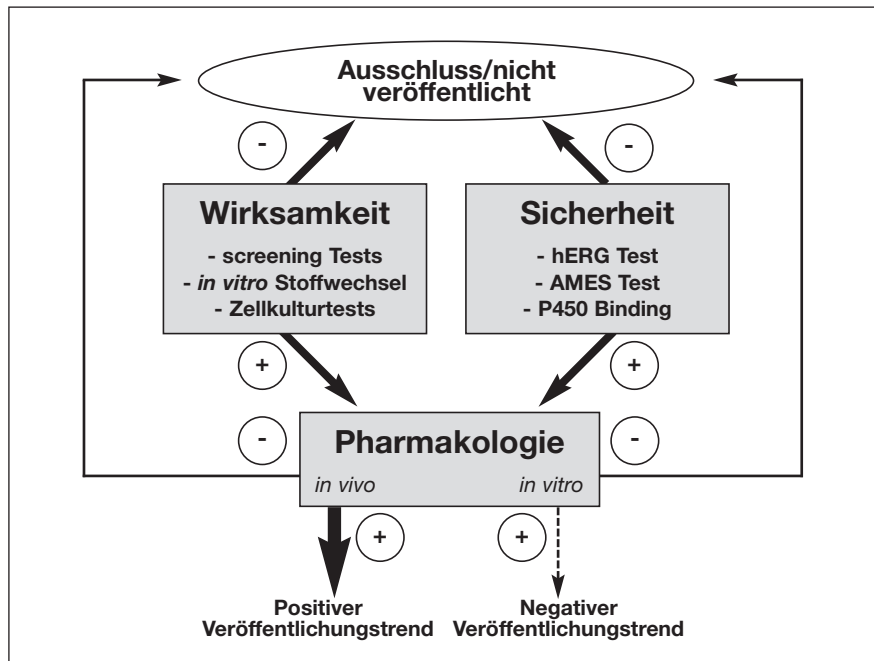 Ausschluss/nicht
veröffentlicht
-
-
Wirksamkeit
- screening Tests
- in vitro Stoffwechsel
- Zellkulturtests
Sicherheit
- hERG Test
- AMES Test
- P450 Binding
+
+
-
-
Pharmakologie
in vivo
in vitro
+
+
Positiver
Veröffentlichungstrend
Negativer
Veröffentlichungstrend